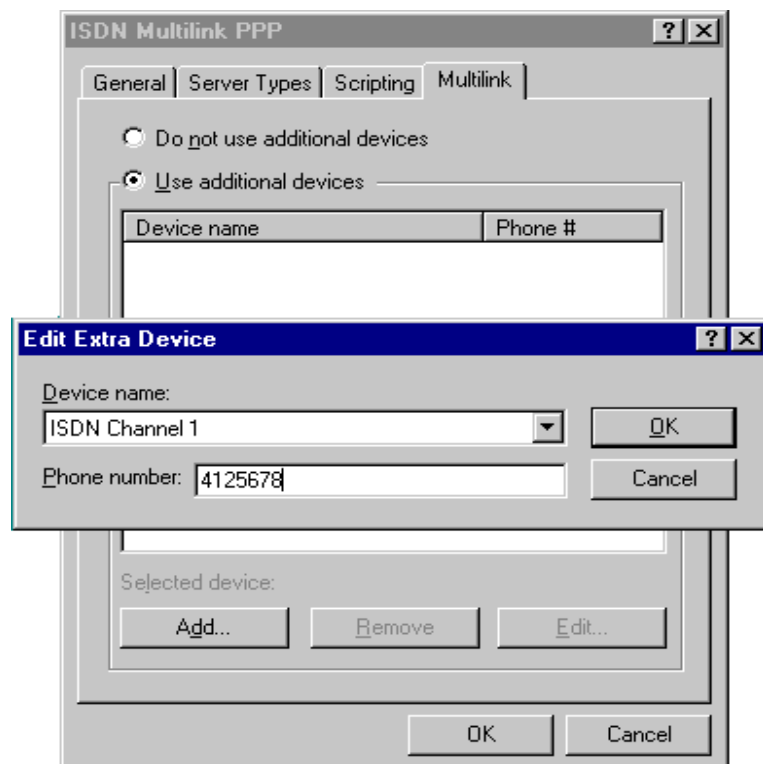 ISDN Multilink PPP
General Server Types Scripting Multilink
Do not use additional devices
Use additional devices
Device name Phone #
Edit Extra Device
Device name:
ISDN Channel 1 OK
Phone number: 4125678 Cancel
Selected device:
Add... Remove Edit...
OK Cancel